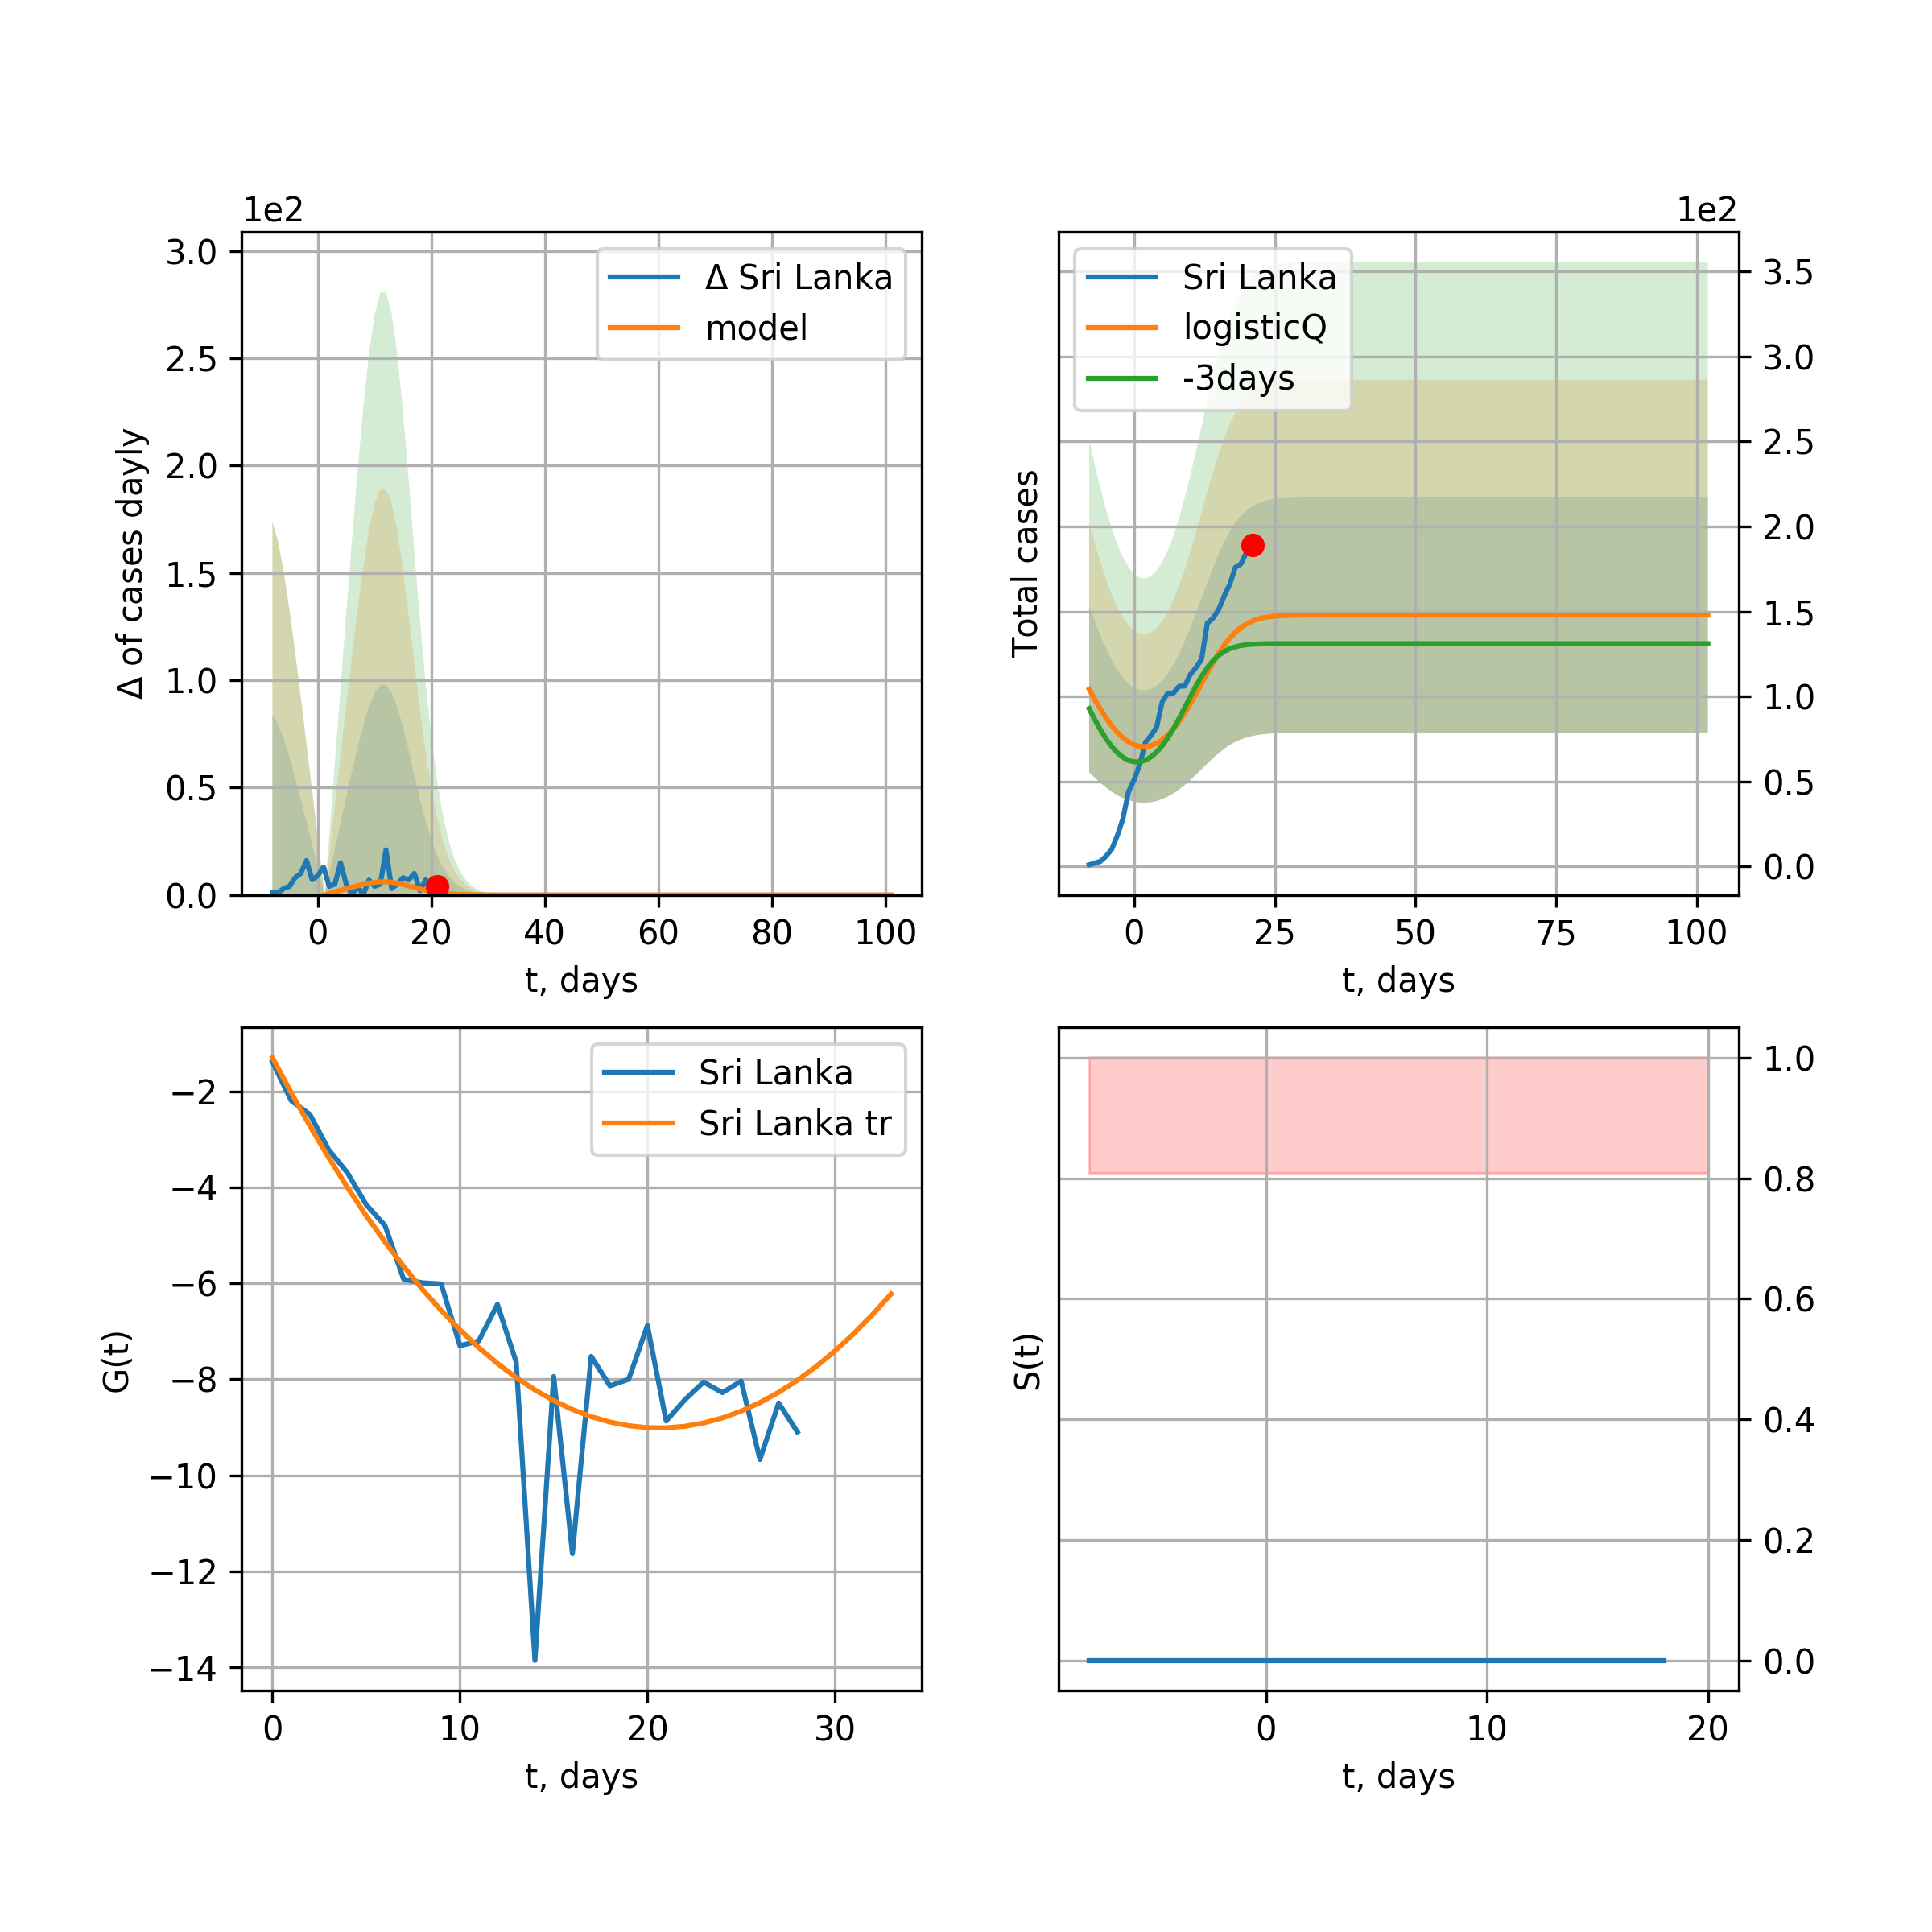 1e2
3.0
2.5
2.0
1.5
1.0
0.5
0.0
Δ of cases dayly
Δ Sri Lanka
model
0 20 40 60 80 100
t, days
1e2
Total cases
Sri Lanka
logisticQ
-3days
3.5
3.0
2.5
2.0
1.5
1.0
0.5
0.0
0 25 50 75 100
t, days
−2
−4
−6
−8
−10
−12
−14
G(t)
Sri Lanka
Sri Lanka tr
0 10 20 30
t, days
S(t)
1.0
0.8
0.6
0.4
0.2
0.0
0 10 20
t, days